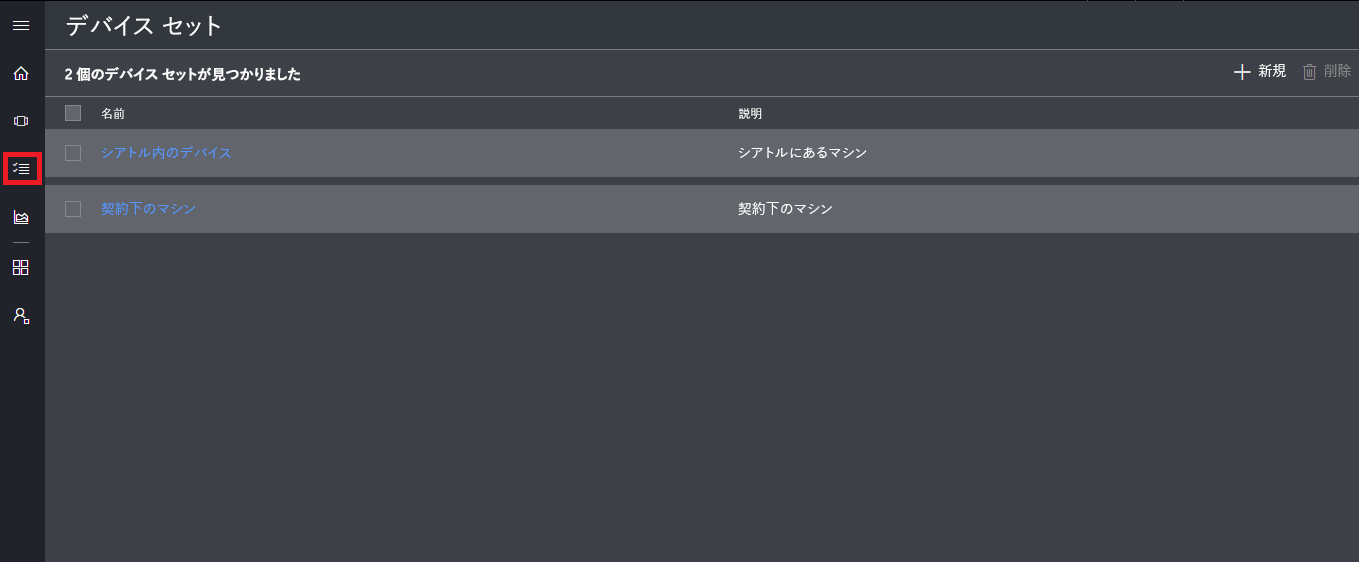 デバイス セット
2 個のデバイス セットが見つかりました
新規 削除
名前 説明
シアトル内のデバイス シアトルにあるマシン
契約下のマシン 契約下のマシン